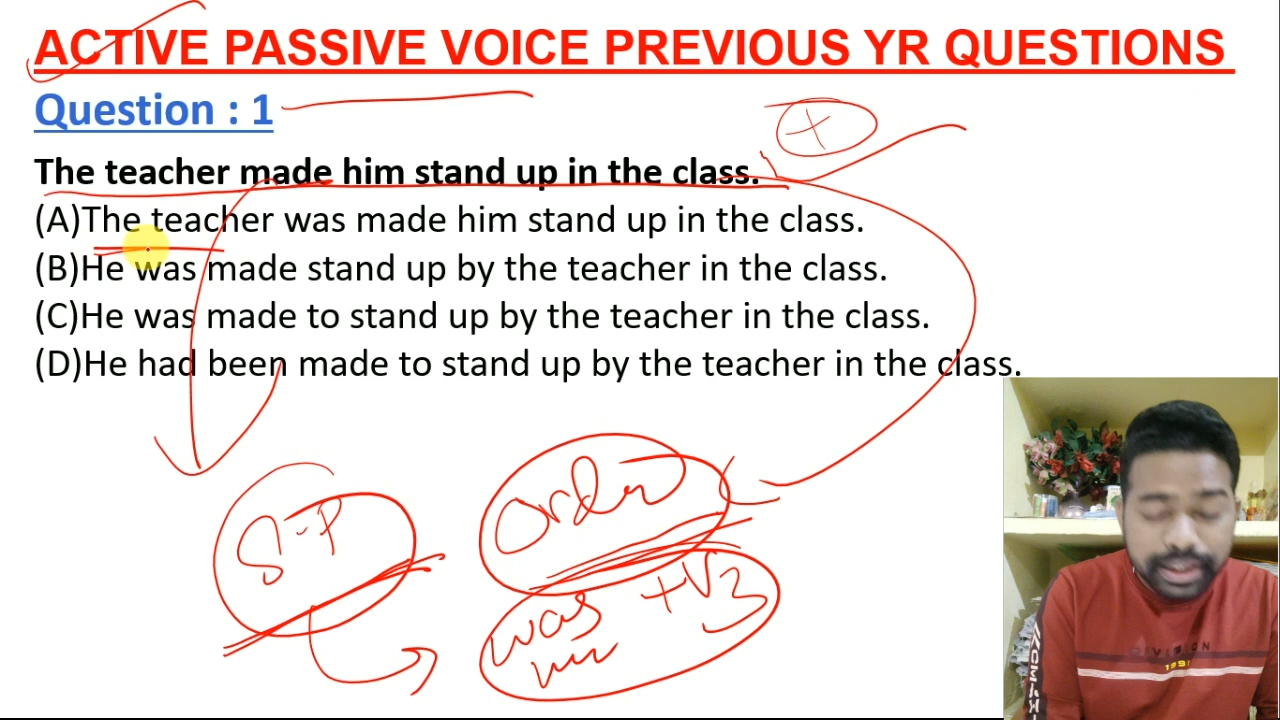 ACTIVE PASSIVE VOICE PREVIOUS YR QUESTIONS
Question : 1
+
The teacher made him stand up in the class.
(A)The teacher was made him stand up in the class.
(B)He was made stand up by the teacher in the class.
(C)He was made to stand up by the teacher in the class.
(D)He had been made to stand up by the teacher in the class.
S-P
Order
was +V3
1991